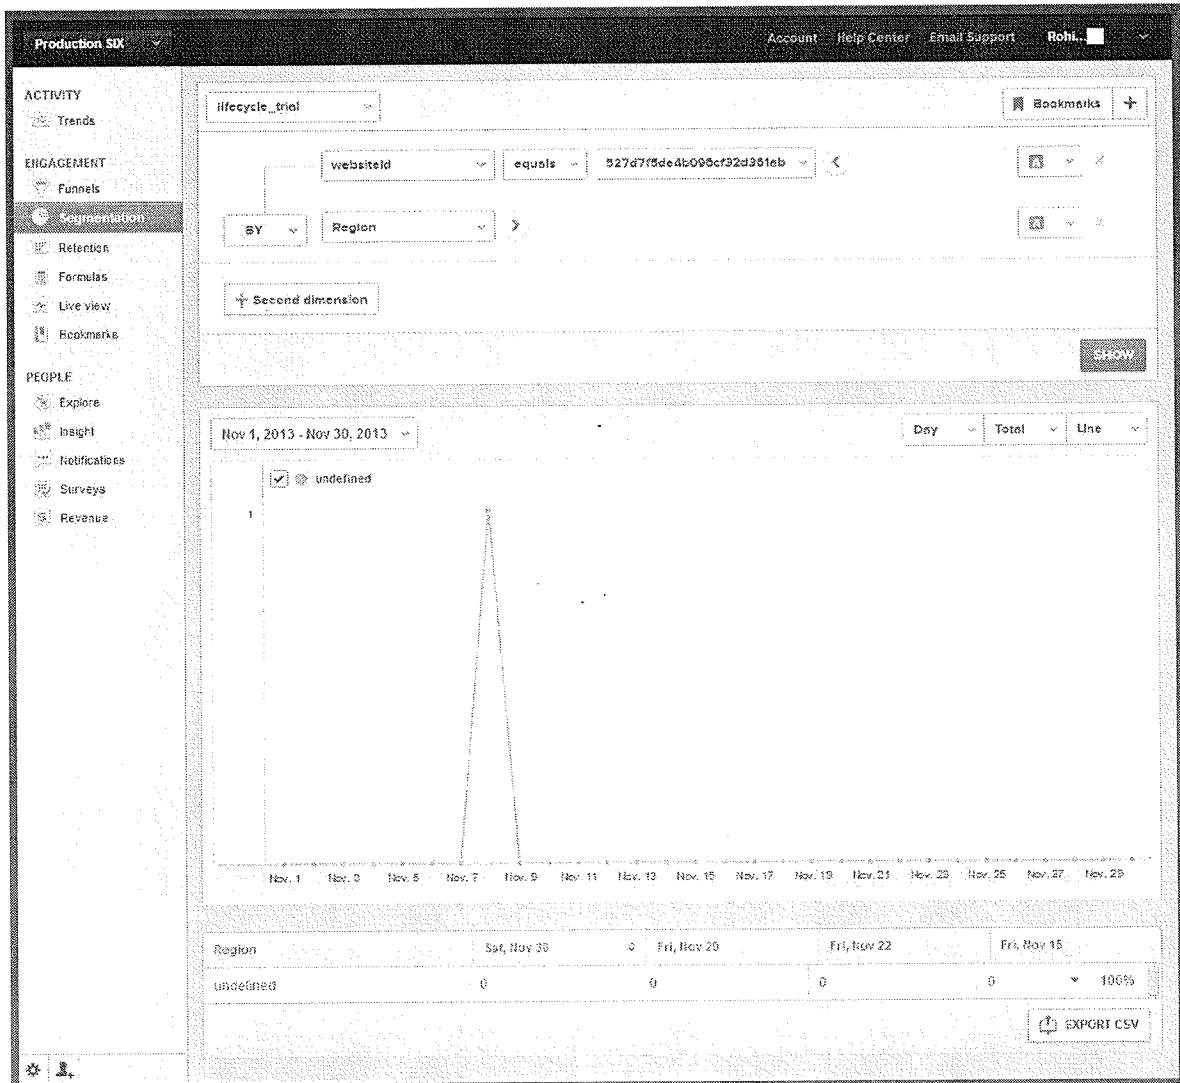 Production SIX
Account Help Center Email Support Rohi...
ACTIVITY
Trends
ENGAGEMENT
Funnels
Segmentation
Retention
Formulas
Live view
Bookmarks
PEOPLE
Explore
Insight
Notifications
Surveys
Revenue
lifecycle_trial
Bookmarks
websiteId equals
A
BY Region
A
Second dimension
SHOW
Nov 1, 2013 - Nov 30, 2013
Day Total Line
undefined
1
Nov. 1 Nov. 3 Nov. 5 Nov. 7 Nov. 9 Nov. 11 Nov. 13 Nov. 15 Nov. 17 Nov. 19 Nov. 21 Nov. 23 Nov. 25 Nov. 27 Nov. 29
Region Sat, Nov 30 Fri, Nov 29 Fri, Nov 22 Fri, Nov 15
undefined 0 0 0 0 100%
EXPORT CSV